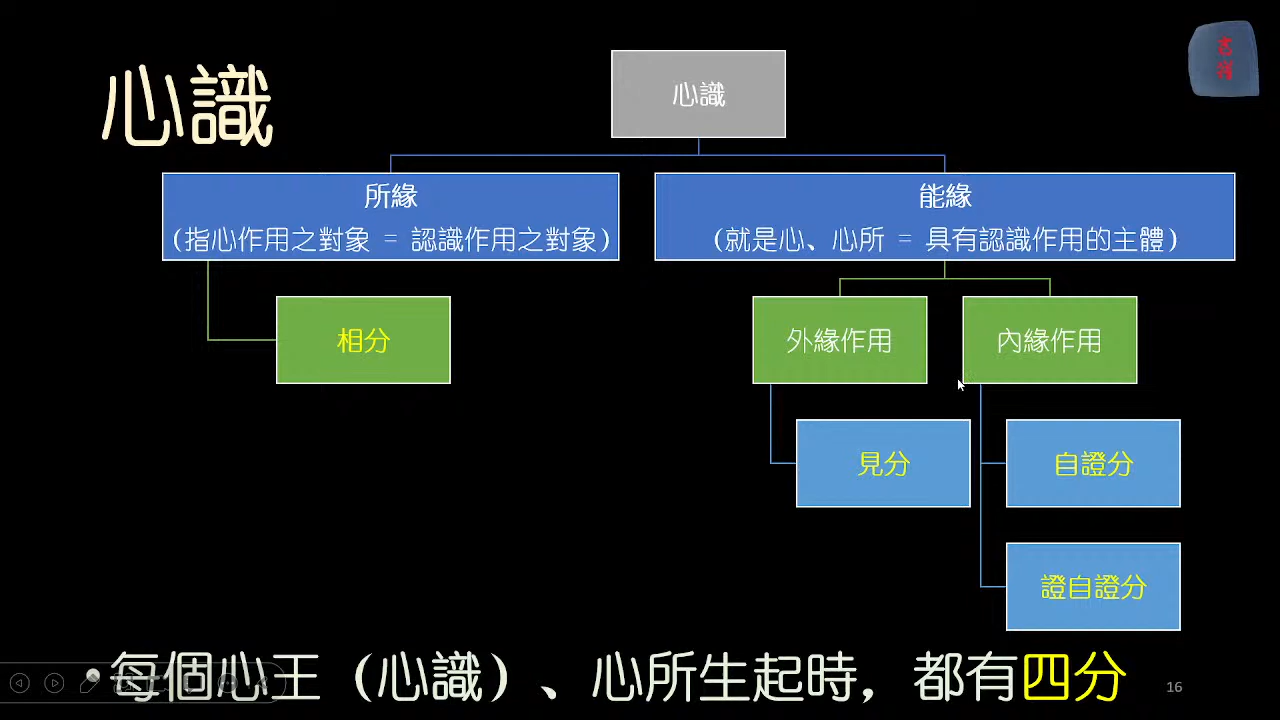 心識
心識
所緣
（指心作用之對象 = 認識作用之對象）
能緣
（就是心、心所 = 具有認識作用的主體）
相分
外緣作用
內緣作用
見分
自證分
證自證分
• 每個心王（心識）、心所生起時，都有四分
16